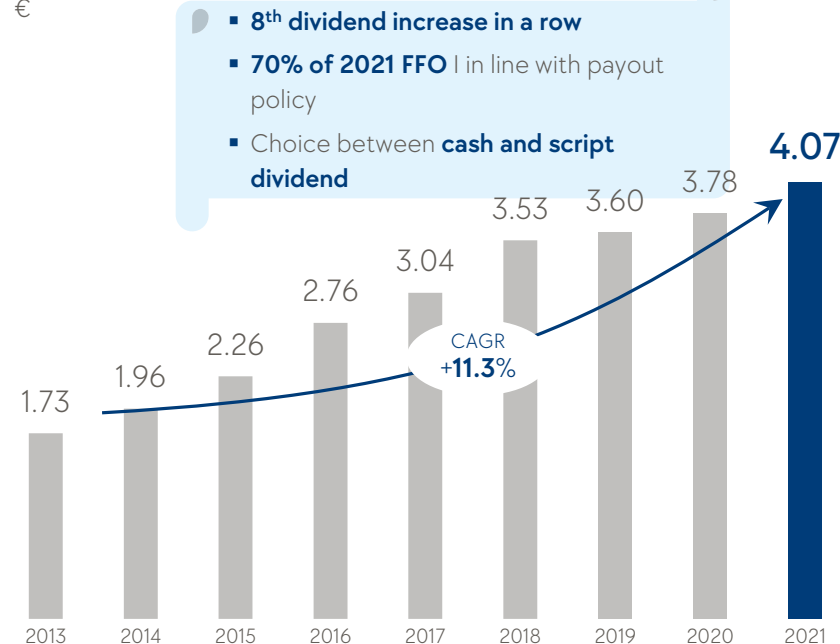 €
▪ 8th dividend increase in a row
▪ 70% of 2021 FFO I in line with payout
policy
▪ Choice between cash and script
dividend
4.07
3.78
3.60
3.53
3.04
2.76
2.26
1.96
1.73
CAGR
+11.3%
2013 2014 2015 2016 2017 2018 2019 2020 2021